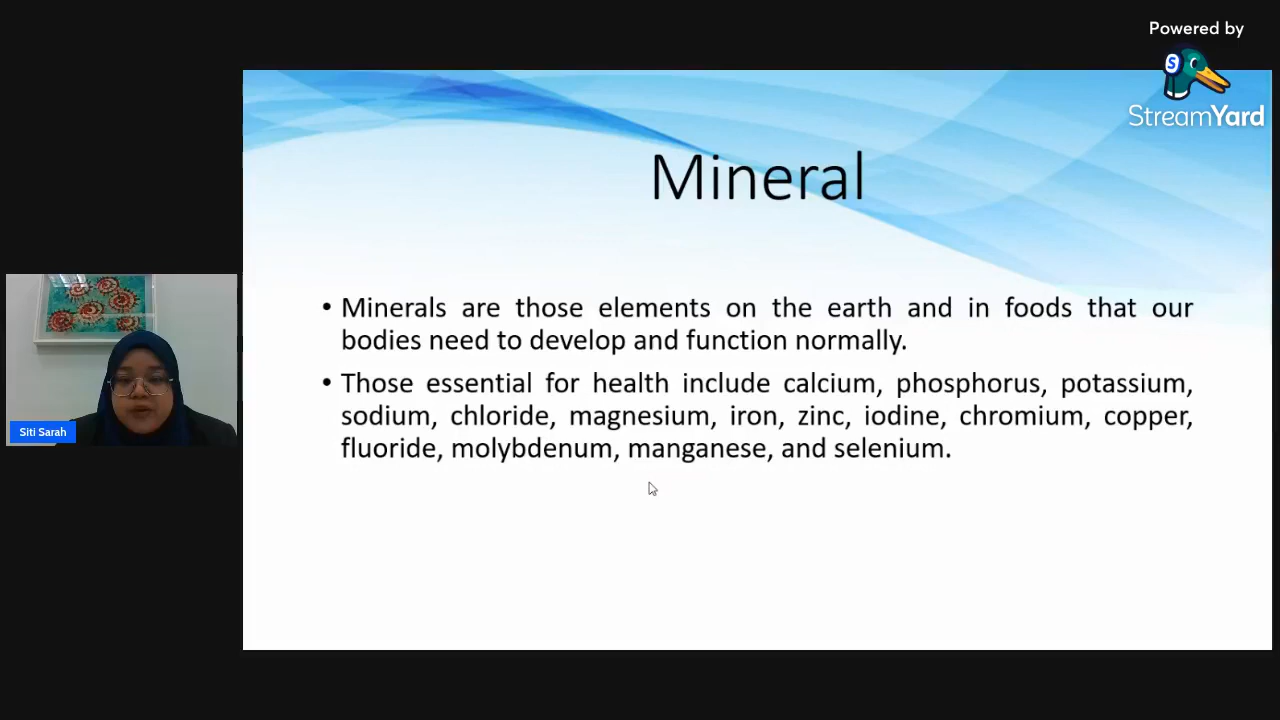 Powered by
S
StreamYard
Mineral
• Minerals are those elements on the earth and in foods that our
bodies need to develop and function normally.
• Those essential for health include calcium, phosphorus, potassium,
sodium, chloride, magnesium, iron, zinc, iodine, chromium, copper,
fluoride, molybdenum, manganese, and selenium.
Siti Sarah